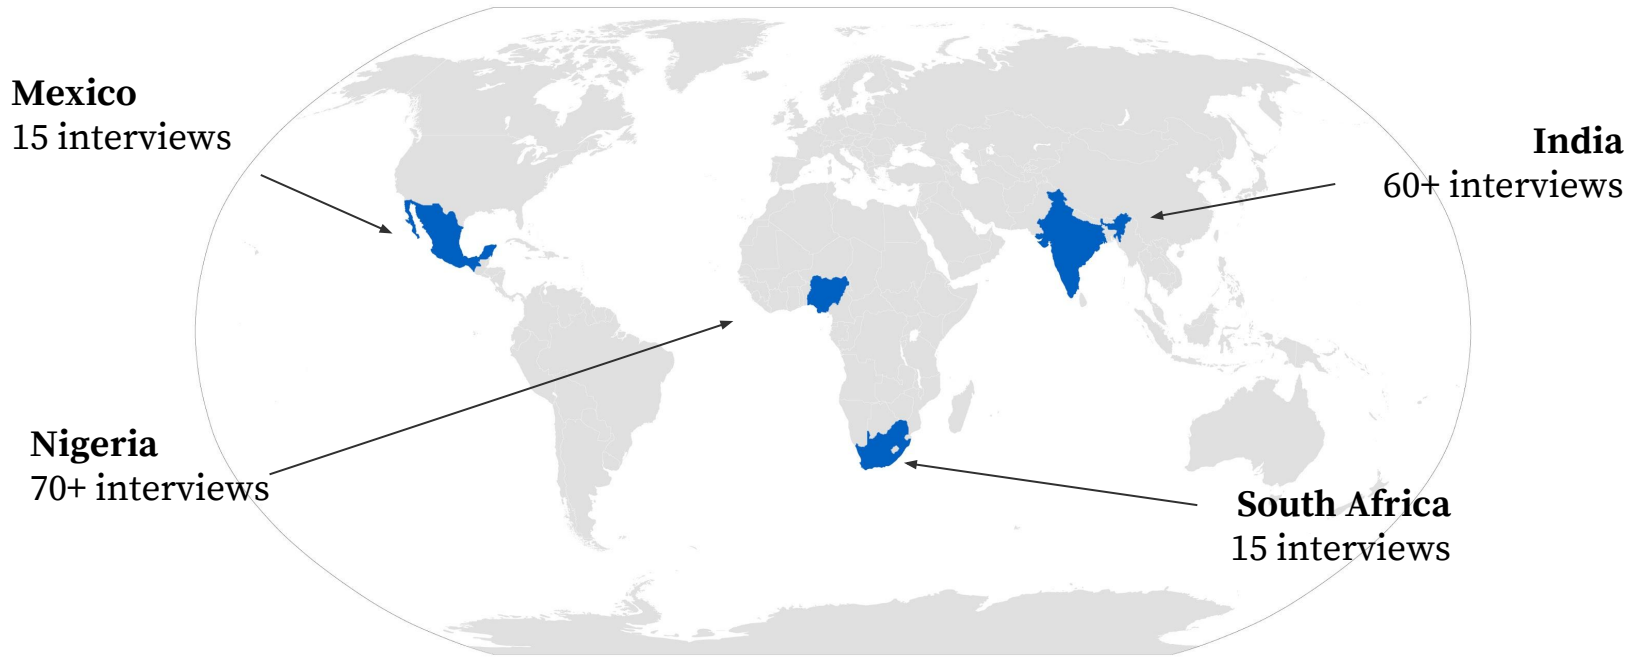 Mexico
15 interviews
India
60+ interviews
Nigeria
70+ interviews
South Africa
15 interviews